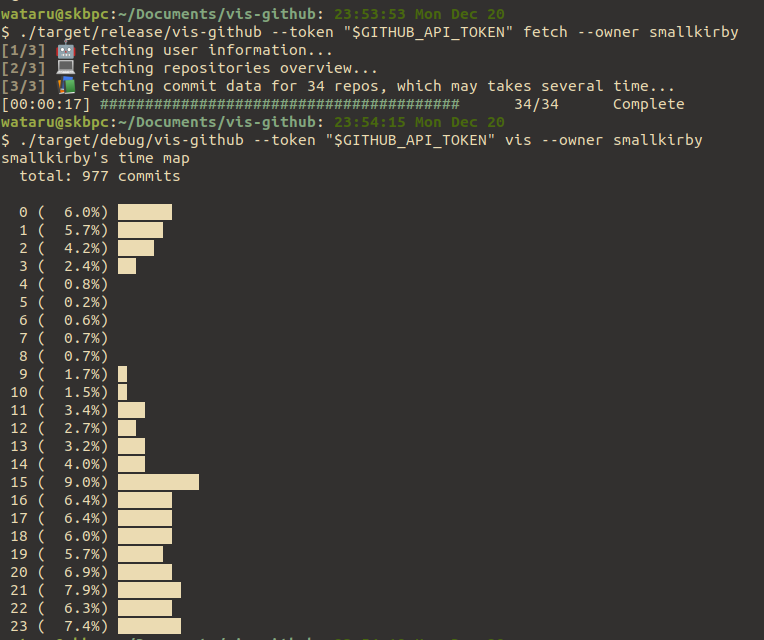 wataru@skbpc:~/Documents/vis-github: 23:53:53 Mon Dec 20
$ ./target/release/vis-github --token "$GITHUB_API_TOKEN" fetch --owner smallkirby
[1/3] Fetching user information...
[2/3] Fetching repositories overview...
[3/3] Fetching commit data for 34 repos, which may takes several time...
[00:00:17] ######################################## 34/34 Complete
wataru@skbpc:~/Documents/vis-github: 23:54:15 Mon Dec 20
$ ./target/debug/vis-github --token "$GITHUB_API_TOKEN" vis --owner smallkirby
smallkirby's time map
total: 977 commits
0 ( 6.0%)
1 ( 5.7%)
2 ( 4.2%)
3 ( 2.4%)
4 ( 0.8%)
5 ( 0.2%)
6 ( 0.6%)
7 ( 0.7%)
8 ( 0.7%)
9 ( 1.7%)
10 ( 1.5%)
11 ( 3.4%)
12 ( 2.7%)
13 ( 3.2%)
14 ( 4.0%)
15 ( 9.0%)
16 ( 6.4%)
17 ( 6.4%)
18 ( 6.0%)
19 ( 5.7%)
20 ( 6.9%)
21 ( 7.9%)
22 ( 6.3%)
23 ( 7.4%)